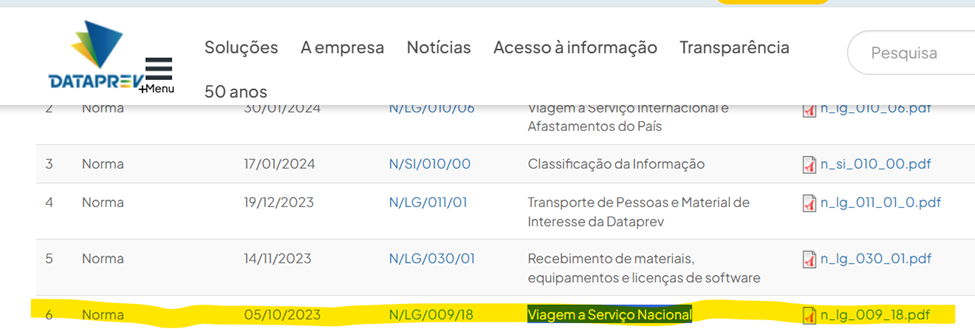 Soluções A empresa Notícias Acesso à informação Transparência
Pesquisa
DATAPREV
+Menu
50 anos
2 Norma 30/01/2024 N/LG/010/06 Viagem a Serviço Internacional e n_lg_010_06.pdf
Afastamentos do País
3 Norma 17/01/2024 N/SI/010/00 Classificação da Informação n_si_010_00.pdf
4 Norma 19/12/2023 N/LG/011/01 Transporte de Pessoas e Material de n_lg_011_01_0.pdf
Interesse da Dataprev
5 Norma 14/11/2023 N/LG/030/01 Recebimento de materiais, n_lg_030_01.pdf
equipamentos e licenças de software
6 Norma 05/10/2023 N/LG/009/18 Viagem a Serviço Nacional n_lg_009_18.pdf